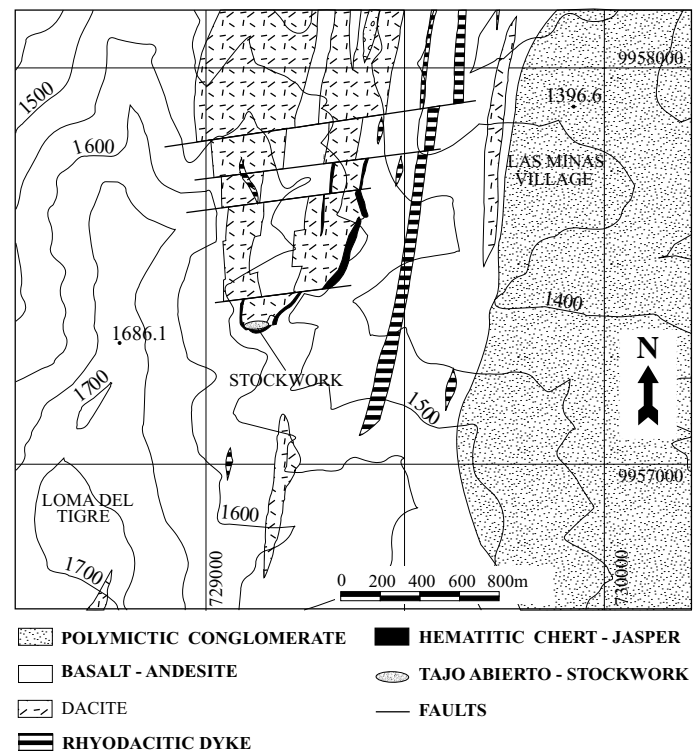 1500
9958000
1396.6
1600
LAS MINAS
VILLAGE
1400
1686.1
N
STOCKWORK
1700
1500
9957000
LOMA DEL
TIGRE
1600
1700
729000
730000
0 200 400 600 800m
POLYMICTIC CONGLOMERATE
HEMATITIC CHERT - JASPER
BASALT - ANDESITE
TAJO ABIERTO - STOCKWORK
DACITE
FAULTS
RHYODACITIC DYKE